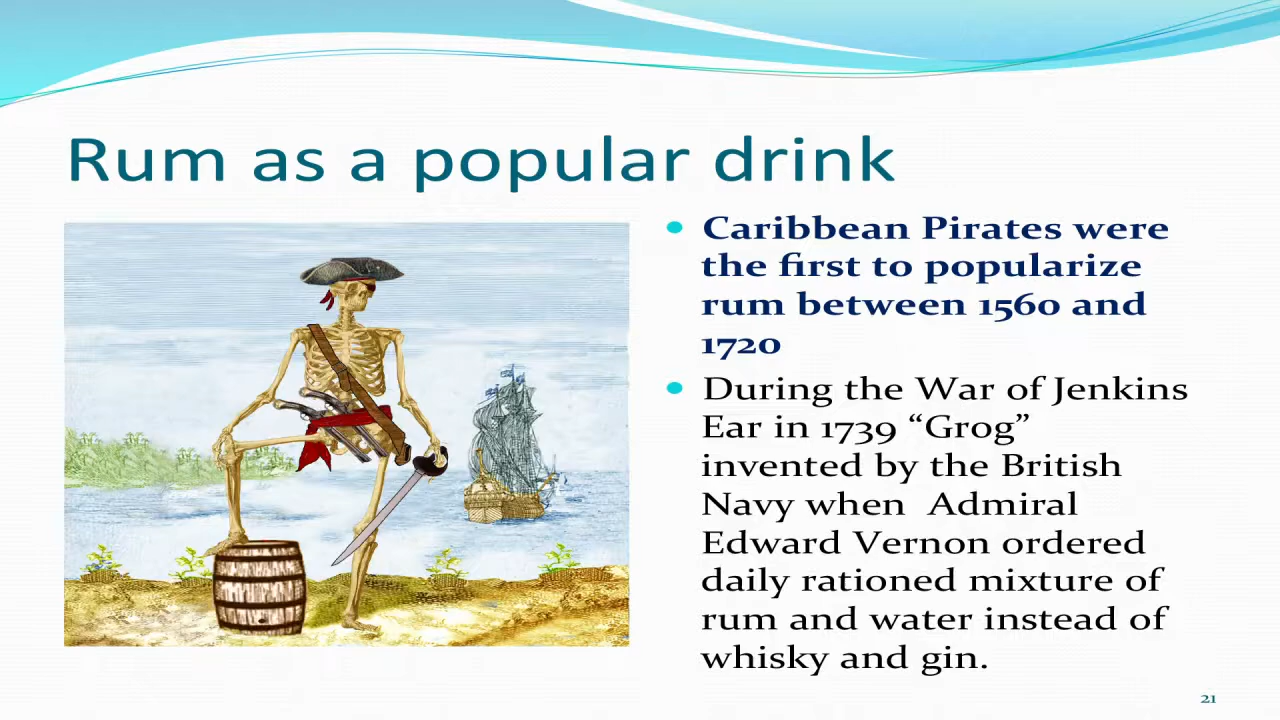 Rum as a popular drink
• Caribbean Pirates were
the first to popularize
rum between 1560 and
1720
• During the War of Jenkins
Ear in 1739 “Grog”
invented by the British
Navy when  Admiral
Edward Vernon ordered
daily rationed mixture of
rum and water instead of
whisky and gin.
21